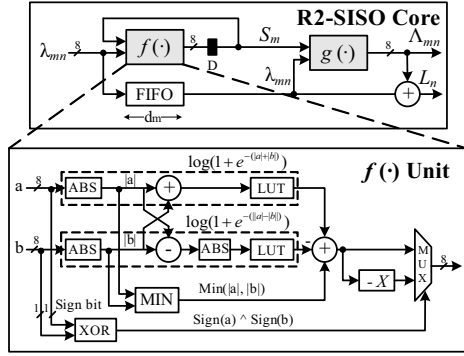 R2-SISO Core
λmn 8 f(·) 8 D Sm g(·) 8 Λmn
λmn Ln
FIFO +
dm
f(·) Unit
log(1+e^-(|a|+|b|))
a 8 ABS |a| + LUT
log(1+e^-(||a|-|b||))
b 8 ABS |b| - ABS LUT - +
MIN Min(|a|, |b|) -X MUX 8
1 1 Sign bit
XOR Sign(a) ^ Sign(b)